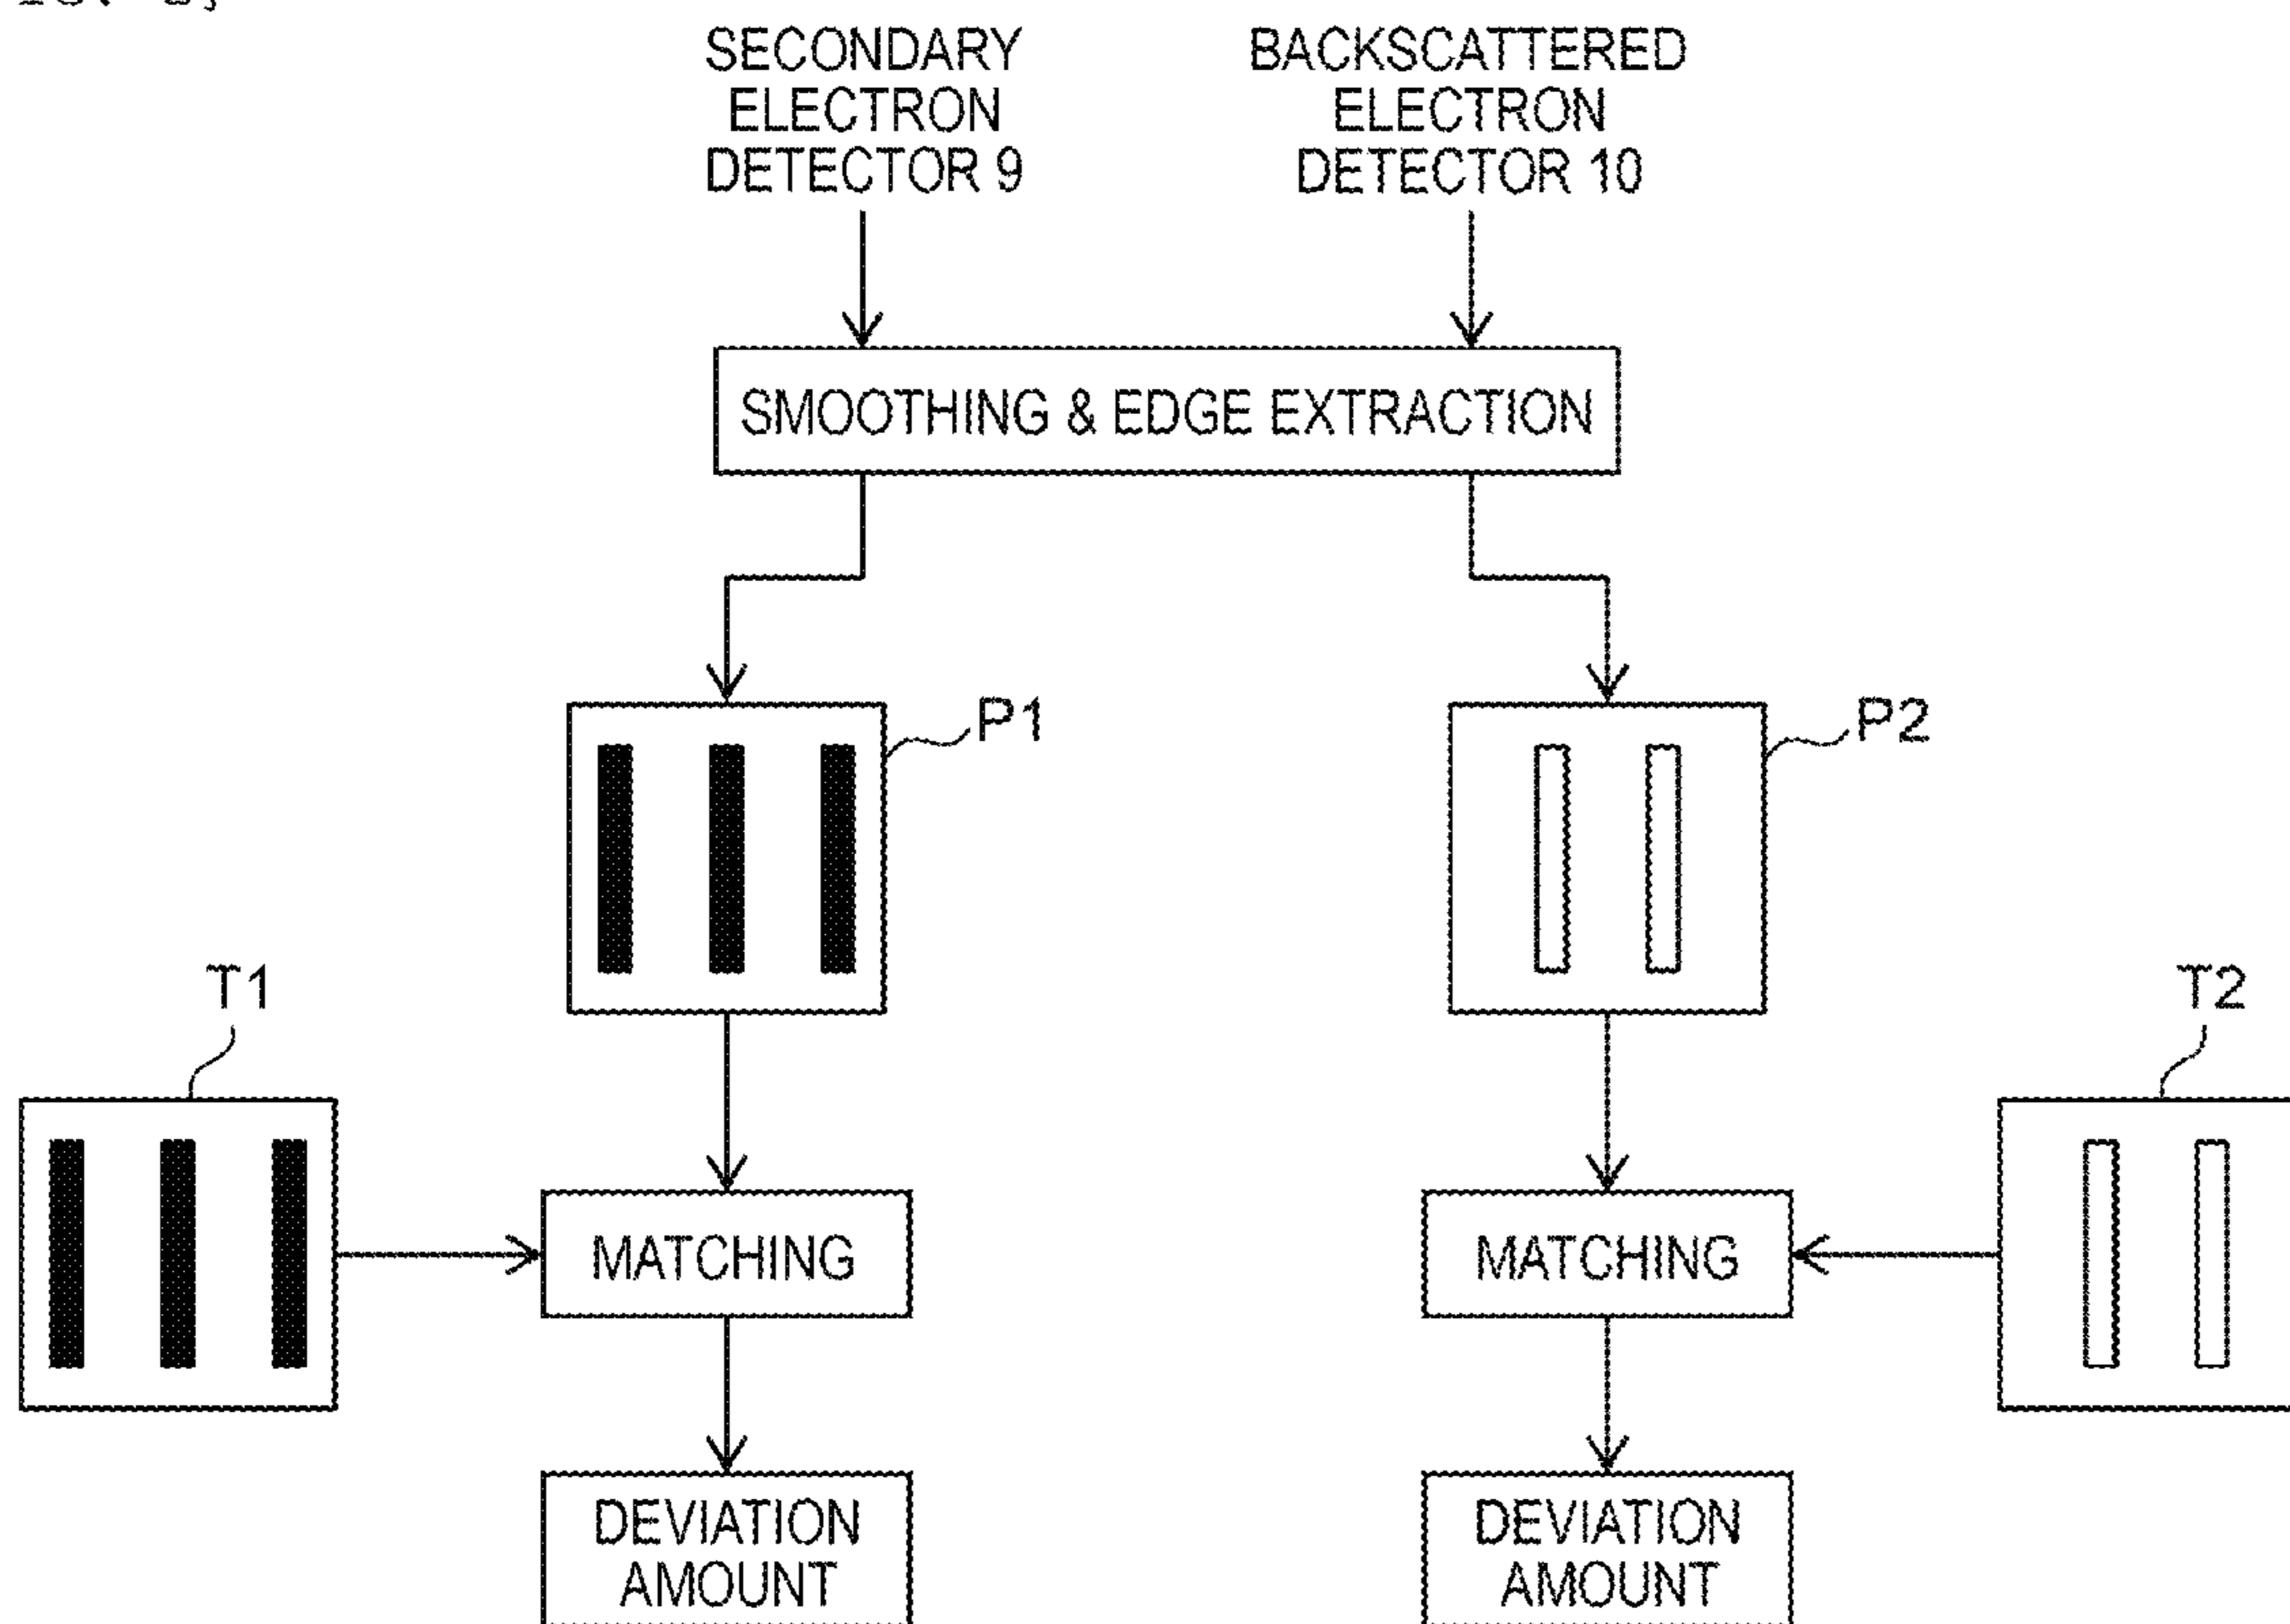 SECONDARY
ELECTRON
DETECTOR 9
BACKSCATTERED
ELECTRON
DETECTOR 10
SMOOTHING & EDGE EXTRACTION
P1
P2
T1
T2
MATCHING
MATCHING
DEVIATION
AMOUNT
DEVIATION
AMOUNT